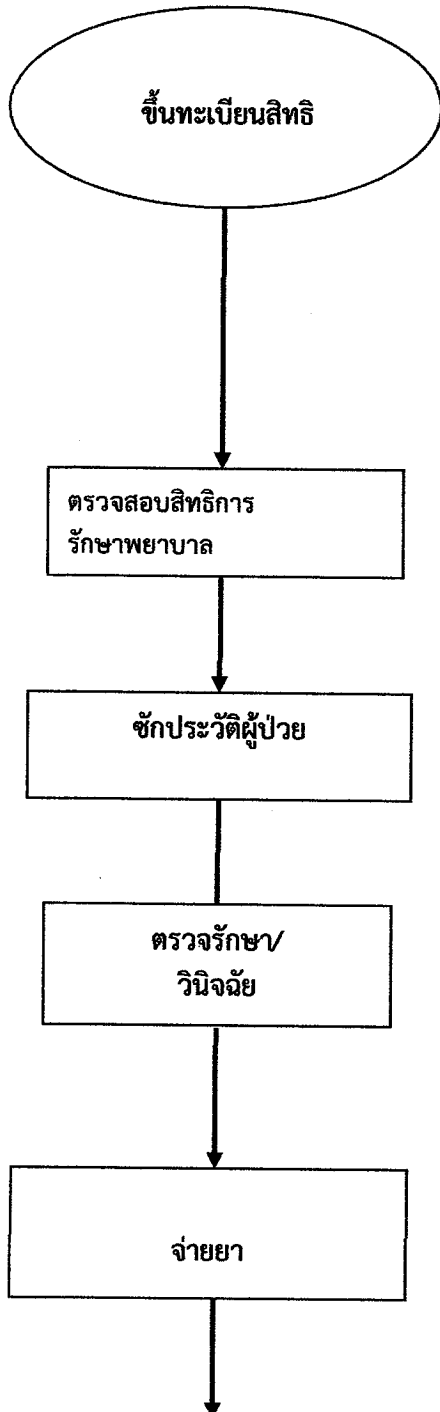 ขึ้นทะเบียนสิทธิ
ตรวจสอบสิทธิการ
รักษาพยาบาล
ซักประวัติผู้ป่วย
ตรวจรักษา/
วินิจฉัย
จ่ายยา